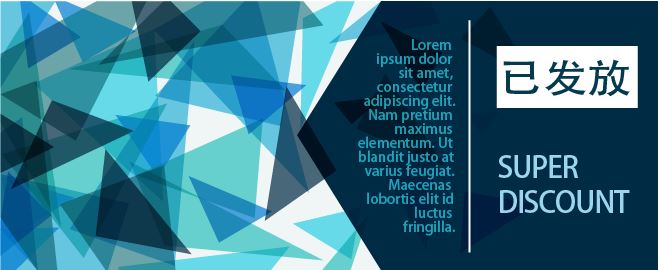 Lorem
ipsum dolor
sit amet,
consectetur
adipiscing elit.
Nam pretium
maximus
elementum. Ut
blandit justo at
varius feugiat.
Maecenas
lobortis elit id
luctus
fringilla.
已发放
SUPER
DISCOUNT